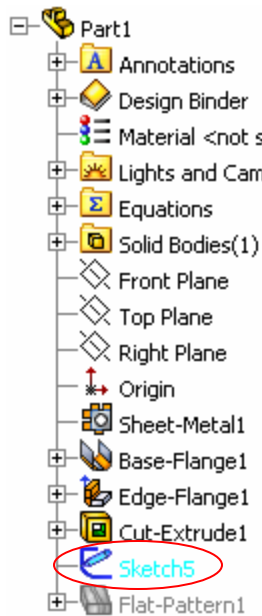 Part1
Annotations
Design Binder
Material <not s
Lights and Cam
Equations
Solid Bodies(1)
Front Plane
Top Plane
Right Plane
Origin
Sheet-Metal1
Base-Flange1
Edge-Flange1
Cut-Extrude1
Sketch5
Flat-Pattern1